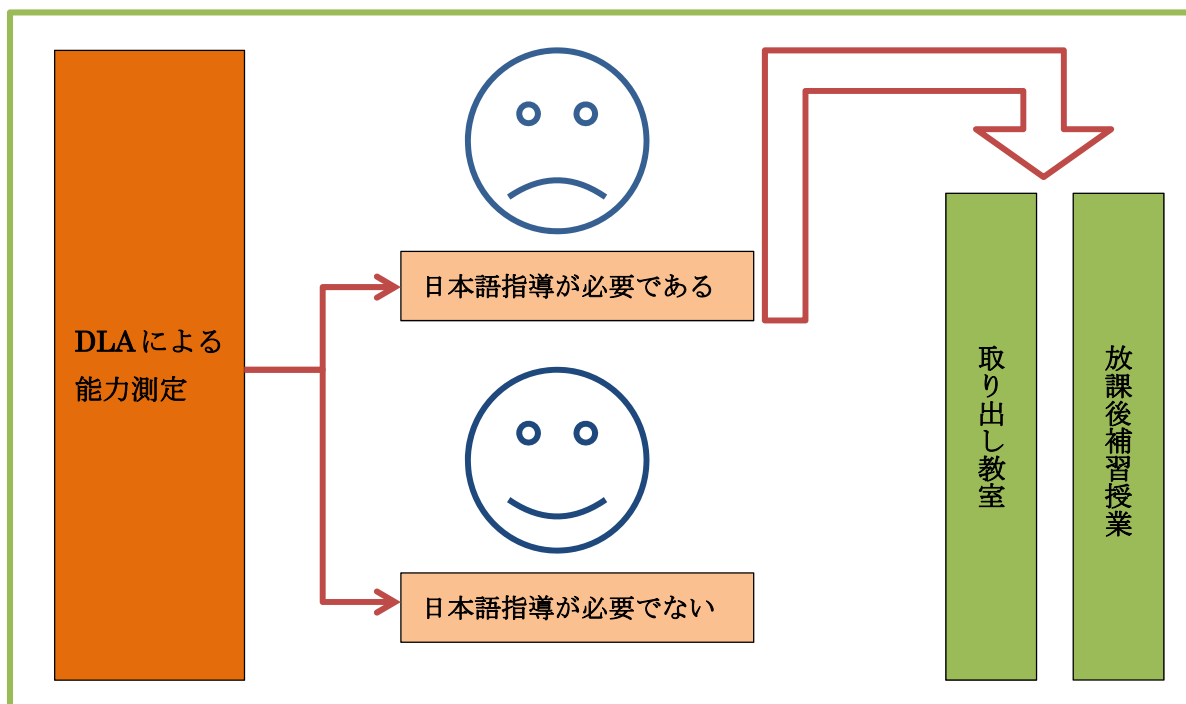 DLAによる
能力測定
日本語指導が必要である
日本語指導が必要でない
取り出し教室
放課後補習授業